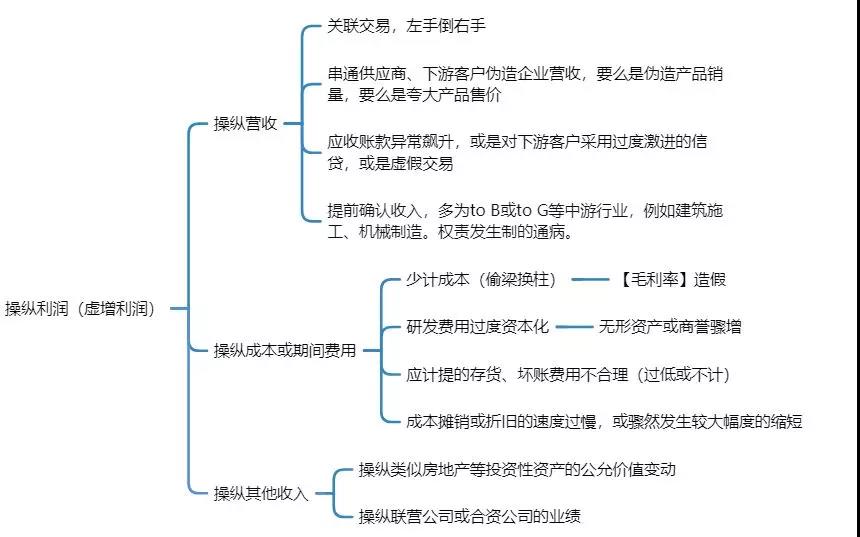 操纵利润（虚增利润）
操纵营收
关联交易，左手倒右手
串通供应商、下游客户伪造企业营收，要么是伪造产品销
量，要么是夸大产品售价
应收账款异常飙升，或是对下游客户采用过度激进的信
贷，或是虚假交易
提前确认收入，多为to B或to G等中游行业，例如建筑施
工、机械制造。权责发生制的通病。
操纵成本或期间费用
少计成本（偷梁换柱）
【毛利率】造假
研发费用过度资本化
无形资产或商誉骤增
应计提的存货、坏账费用不合理（过低或不计）
成本摊销或折旧的速度过慢，或骤然发生较大幅度的缩短
操纵其他收入
操纵类似房地产等投资性资产的公允价值变动
操纵联营公司或合资公司的业绩